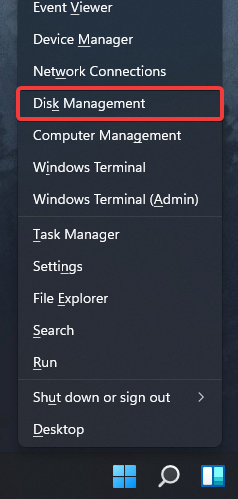 Event Viewer
Device Manager
Network Connections
Disk Management
Computer Management
Windows Terminal
Windows Terminal (Admin)
Task Manager
Settings
File Explorer
Search
Run
Shut down or sign out
Desktop